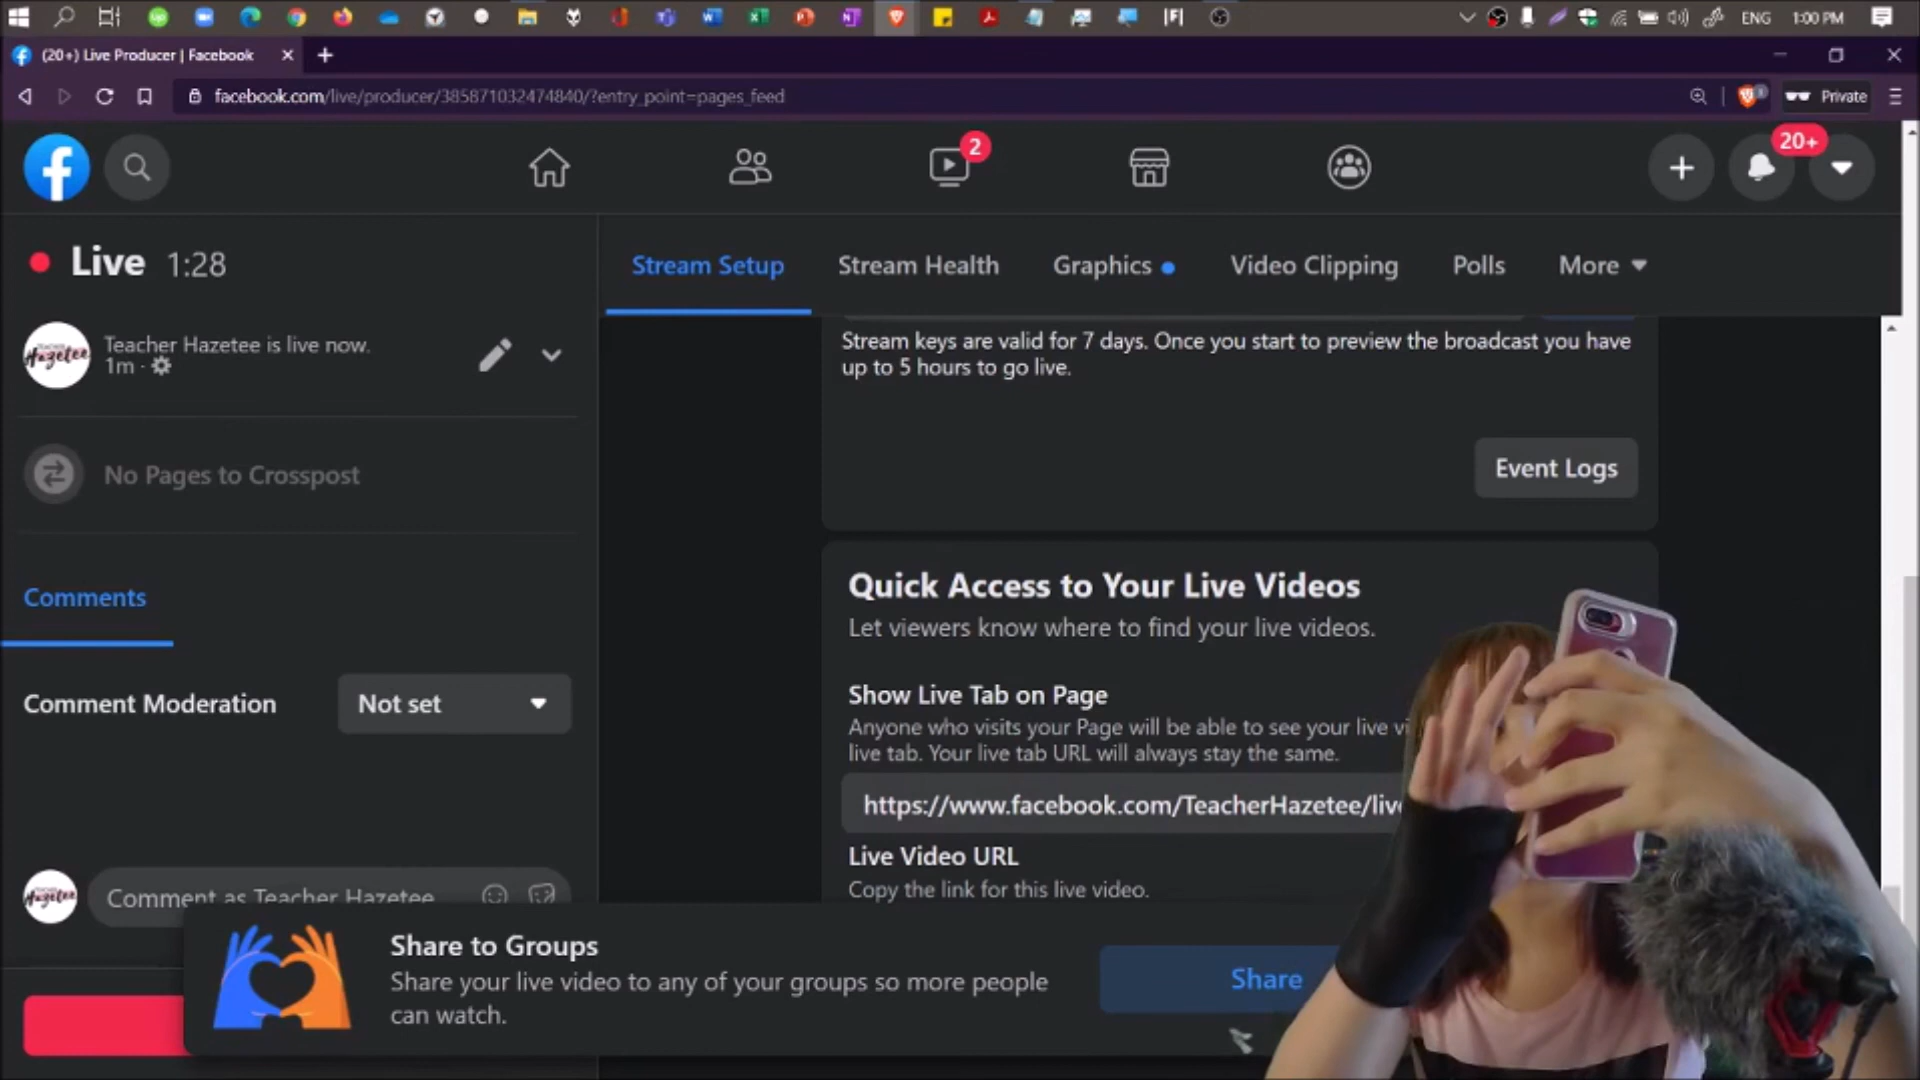 ENG
1:00 PM
(20+) Live Producer | Facebook
facebook.com/live/producer/385871032474840/?entry_point=pages_feed
Private
2
20+
Live 1:28
Stream Setup
Stream Health
Graphics
Video Clipping
Polls
More
Teacher Hazetee is live now.
1m
Stream keys are valid for 7 days. Once you start to preview the broadcast you have
up to 5 hours to go live.
No Pages to Crosspost
Event Logs
Comments
Quick Access to Your Live Videos
Let viewers know where to find your live videos.
Comment Moderation
Not set
Show Live Tab on Page
Anyone who visits your Page will be able to see your live
live tab. Your live tab URL will always stay the same.
https://www.facebook.com/TeacherHazetee/live
Live Video URL
Copy the link for this live video.
Comment as Teacher Hazetee
Share to Groups
Share your live video to any of your groups so more people
can watch.
Share